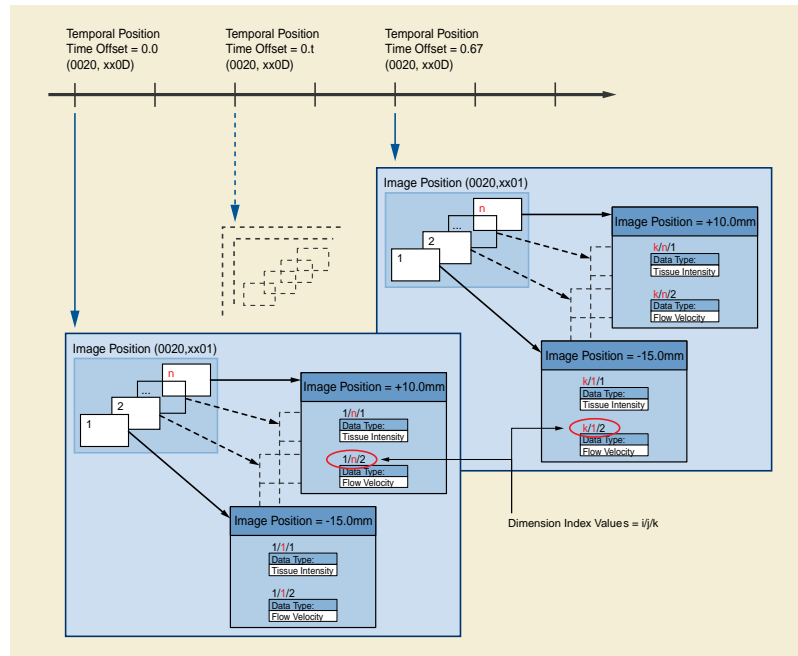 Temporal Position
Time Offset = 0.0
(0020, xx0D)
Temporal Position
Time Offset = 0.t
(0020, xx0D)
Temporal Position
Time Offset = 0.67
(0020, xx0D)
Image Position (0020,xx01)
n
...
2
1
Image Position = +10.0mm
k/n/1
Data Type:
Tissue Intensity
k/n/2
Data Type:
Flow Velocity
Image Position = -15.0mm
k/1/1
Data Type:
Tissue Intensity
k/1/2
Data Type:
Flow Velocity
Image Position (0020,xx01)
n
...
2
1
Image Position = +10.0mm
1/n/1
Data Type:
Tissue Intensity
1/n/2
Data Type:
Flow Velocity
Image Position = -15.0mm
1/1/1
Data Type:
Tissue Intensity
1/1/2
Data Type:
Flow Velocity
Dimension Index Values = i/j/k